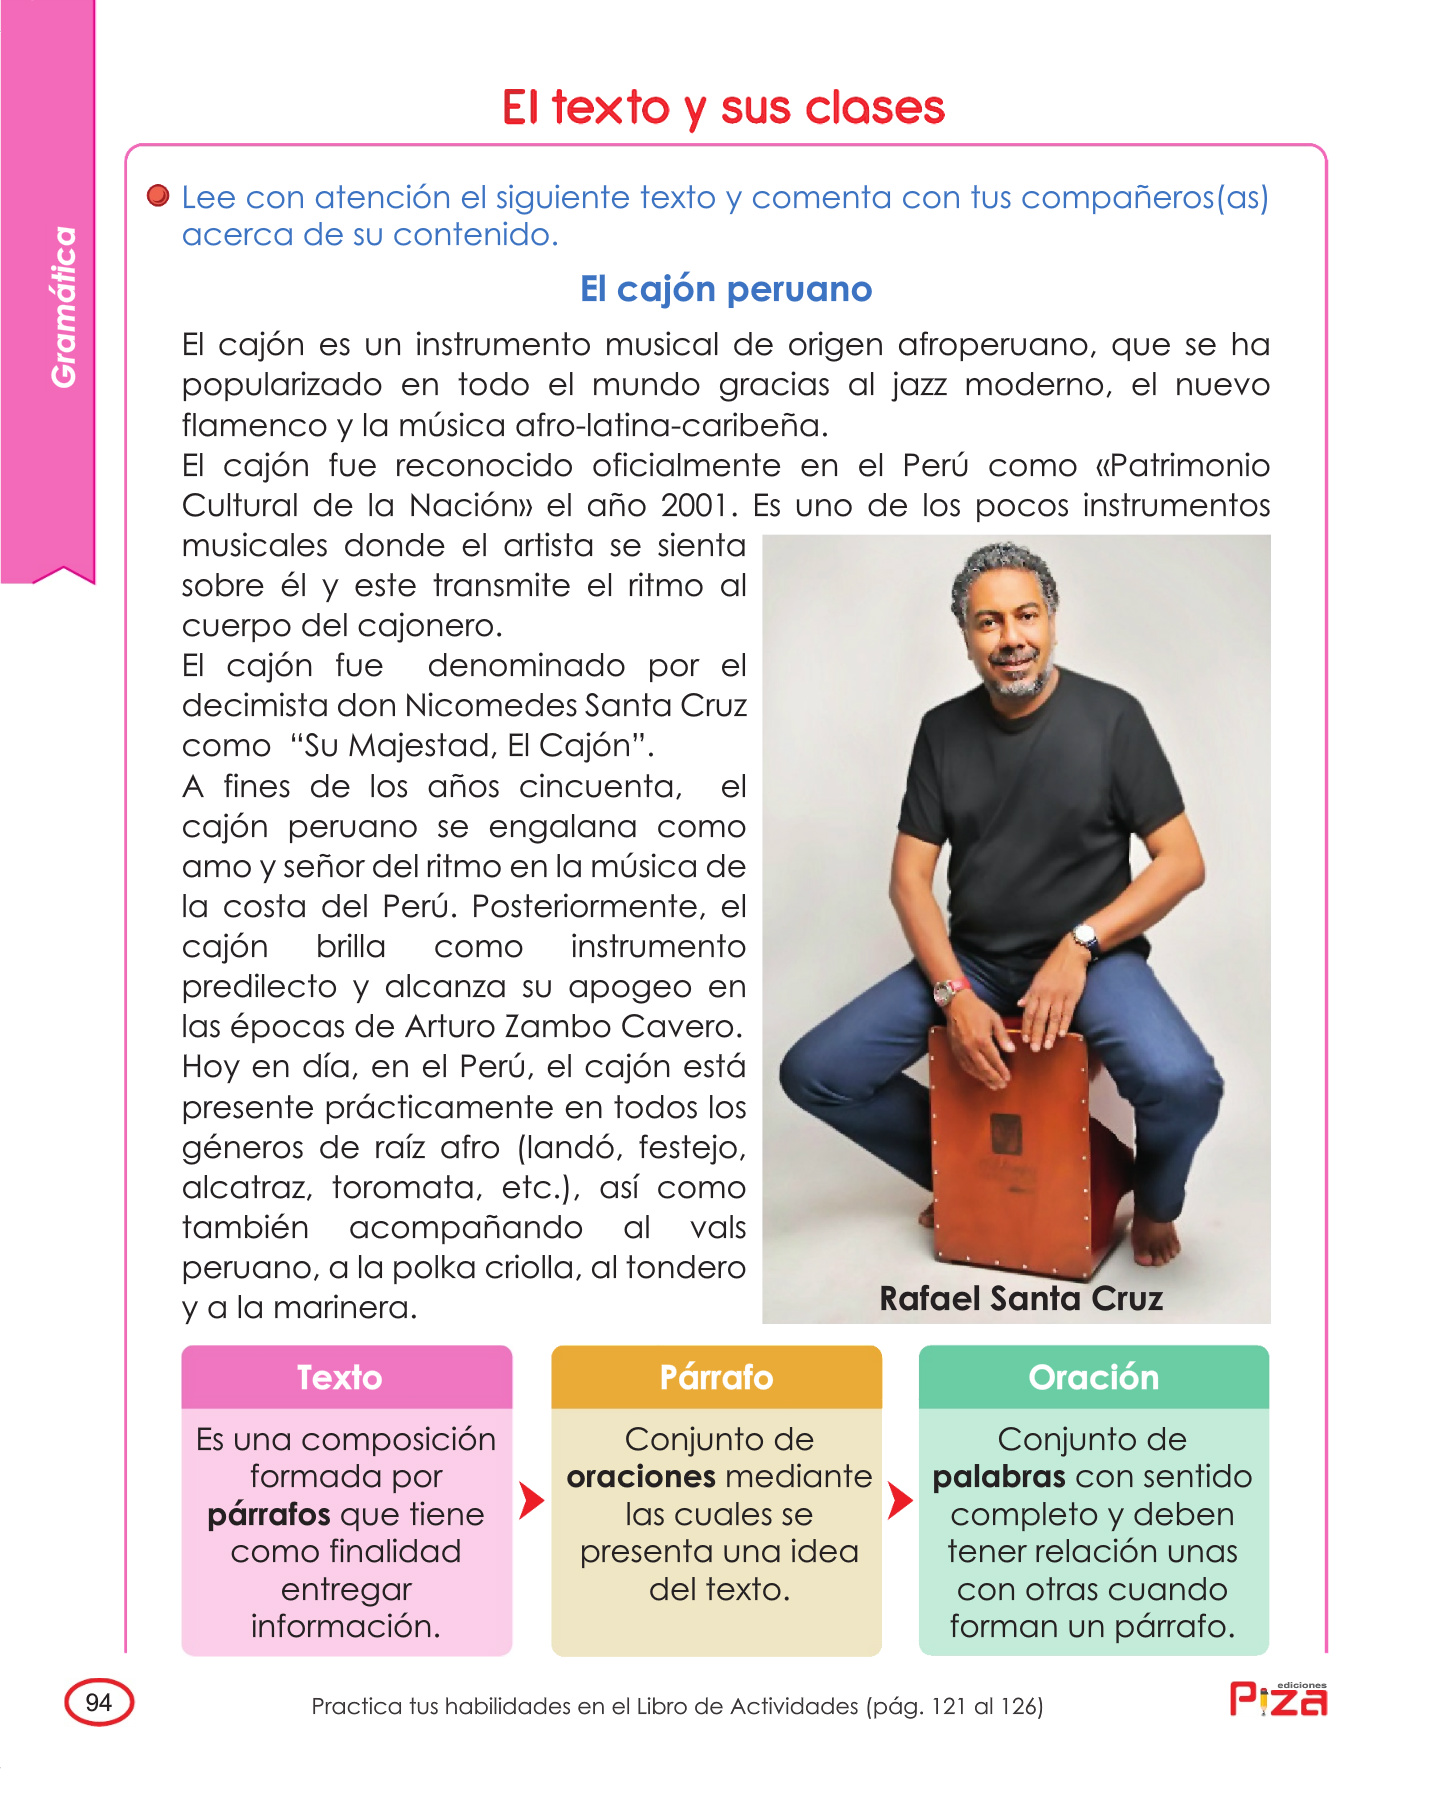 Gramática
El texto y sus clases
Lee con atención el siguiente texto y comenta con tus compañeros(as)
acerca de su contenido.
El cajón peruano
El cajón es un instrumento musical de origen afroperuano, que se ha
popularizado en todo el mundo gracias al jazz moderno, el nuevo
flamenco y la música afro-latina-caribeña.
El cajón fue reconocido oficialmente en el Perú como «Patrimonio
Cultural de la Nación» el año 2001. Es uno de los pocos instrumentos
musicales donde el artista se sienta
sobre él y este transmite el ritmo al
cuerpo del cajonero.
El cajón fue denominado por el
decimista don Nicomedes Santa Cruz
como “Su Majestad, El Cajón”.
A fines de los años cincuenta, el
cajón peruano se engalana como
amo y señor del ritmo en la música de
la costa del Perú. Posteriormente, el
cajón brilla como instrumento
predilecto y alcanza su apogeo en
las épocas de Arturo Zambo Cavero.
Hoy en día, en el Perú, el cajón está
presente prácticamente en todos los
géneros de raíz afro (landó, festejo,
alcatraz, toromata, etc.), así como
también acompañando al vals
peruano, a la polka criolla, al tondero
y a la marinera.
Rafael Santa Cruz
Texto
Es una composición
formada por
párrafos que tiene
como finalidad
entregar
información.
Párrafo
Conjunto de
oraciones mediante
las cuales se
presenta una idea
del texto.
Oración
Conjunto de
palabras con sentido
completo y deben
tener relación unas
con otras cuando
forman un párrafo.
94
Practica tus habilidades en el Libro de Actividades (pág. 121 al 126)
ediciones
Piza